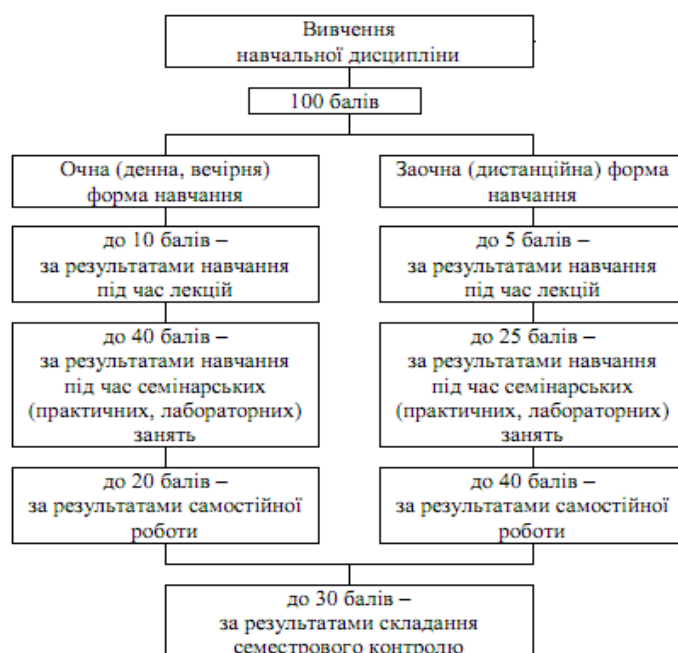 Вивчення
навчальної дисципліни
100 балів
Очна (денна, вечірня)
форма навчання
до 10 балів –
за результатами навчання
під час лекцій
до 40 балів –
за результатами навчання
під час семінарських
(практичних, лабораторних)
занять
до 20 балів –
за результатами самостійної
роботи
Заочна (дистанційна) форма
навчання
до 5 балів –
за результатами навчання
під час лекцій
до 25 балів –
за результатами навчання
під час семінарських
(практичних, лабораторних)
занять
до 40 балів –
за результатами самостійної
роботи
до 30 балів –
за результатами складання
семестрового контролю